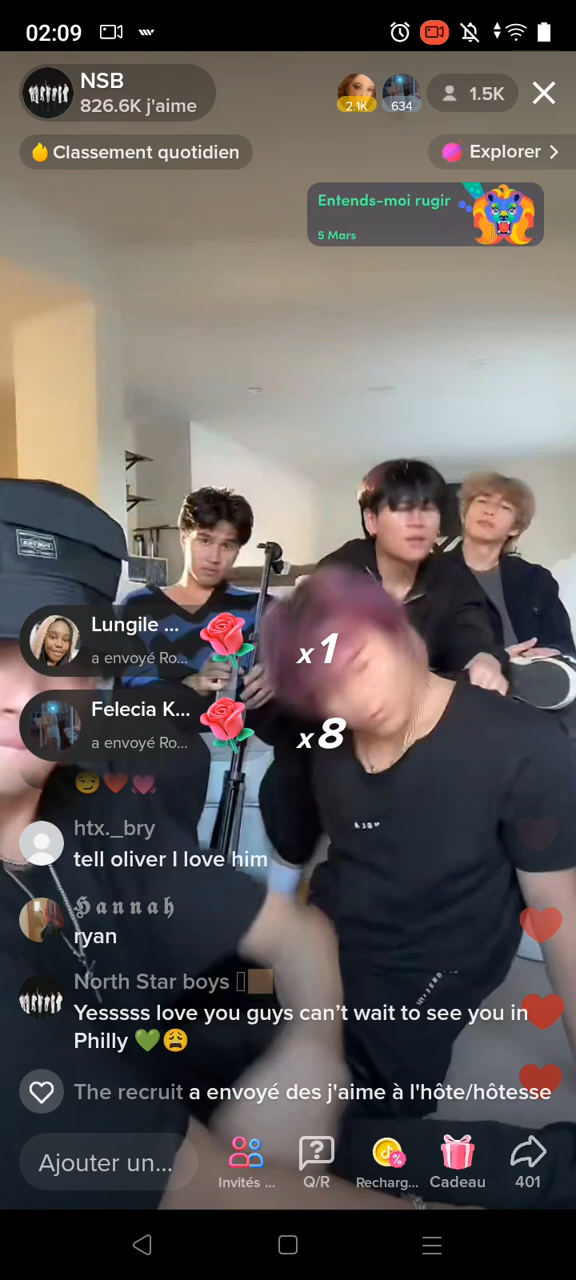 02:09
NSB
826.6K j'aime
2.1K
634
1.5K
Classement quotidien
Explorer
Entends-moi rugir
5 Mars
Lungile ...
a envoyé Ro...
x1
Felecia K...
a envoyé Ro...
x8
htx._bry
tell oliver I love him
𝕳𝖆𝖓𝖓𝖆𝖍
ryan
North Star boys
Yesssss love you guys can't wait to see you in
Philly 💚😩
The recruit a envoyé des j'aime à l'hôte/hôtesse
Ajouter un...
Invités ...
Q/R
Recharg...
Cadeau
401